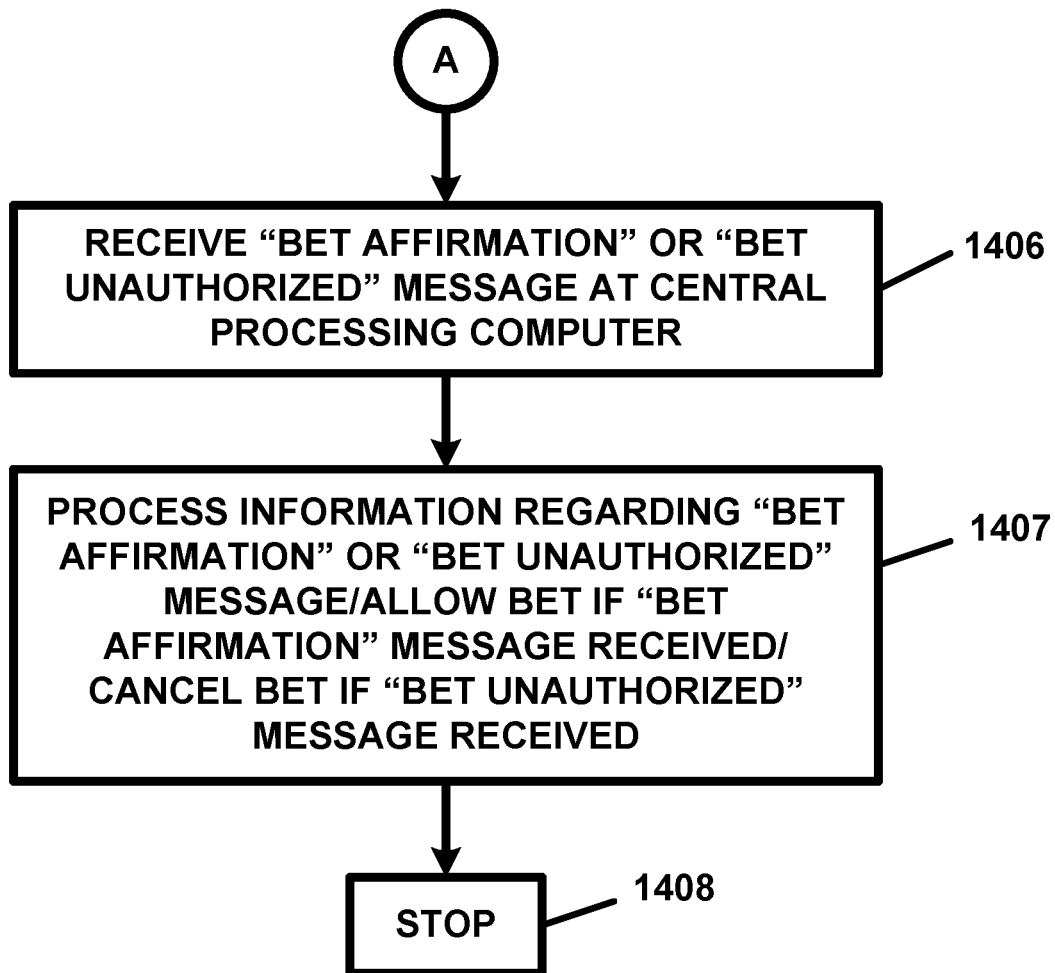 A
RECEIVE “BET AFFIRMATION” OR “BET
UNAUTHORIZED” MESSAGE AT CENTRAL
PROCESSING COMPUTER
1406
PROCESS INFORMATION REGARDING “BET
AFFIRMATION” OR “BET UNAUTHORIZED”
MESSAGE/ALLOW BET IF “BET
AFFIRMATION” MESSAGE RECEIVED/
CANCEL BET IF “BET UNAUTHORIZED”
MESSAGE RECEIVED
1407
STOP
1408